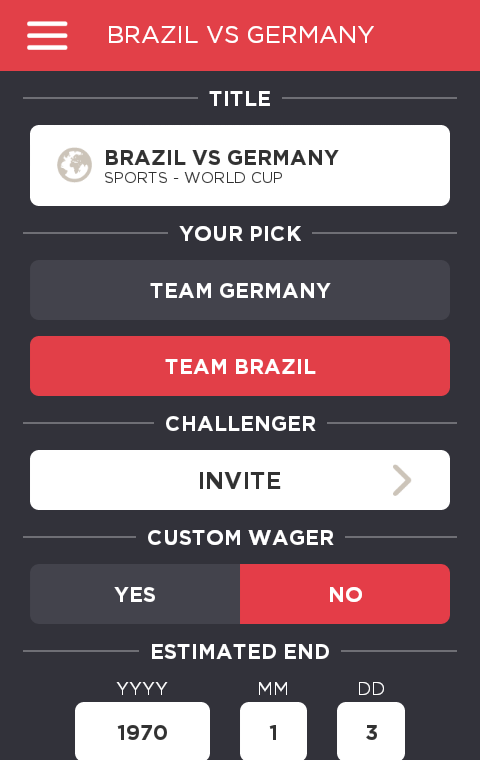 BRAZIL VS GERMANY
TITLE
BRAZIL VS GERMANY
SPORTS - WORLD CUP
YOUR PICK
TEAM GERMANY
TEAM BRAZIL
CHALLENGER
INVITE
CUSTOM WAGER
YES NO
ESTIMATED END
YYYY MM DD
1970 1 3